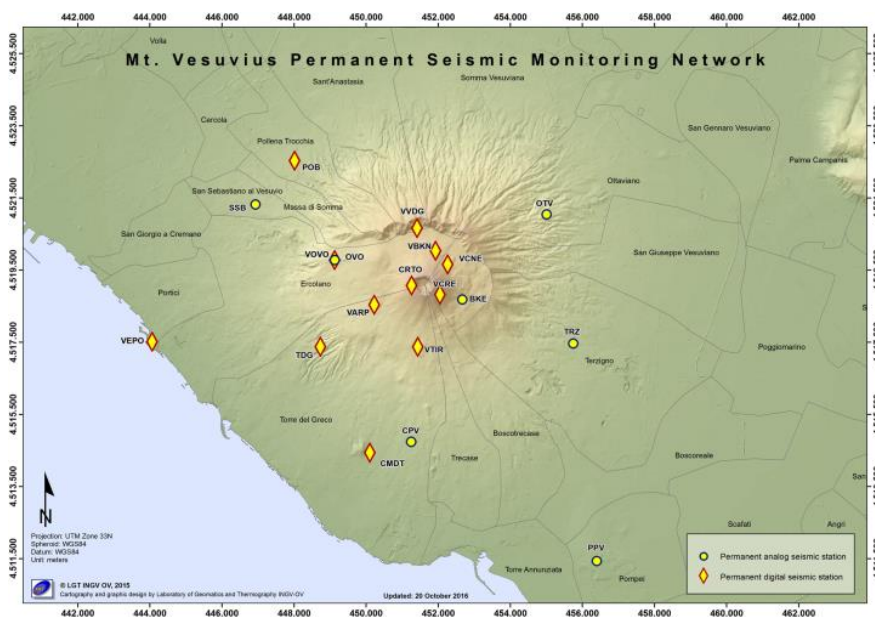 442.000 444.000 446.000 448.000 450.000 452.000 454.000 456.000 458.000 460.000 462.000
Mt. Vesuvius Permanent Seismic Monitoring Network
4.525.500
4.523.500
4.521.500
4.519.500
4.517.500
4.515.500
4.513.500
4.511.500
Volla
Sant'Anastasia
Somma Vesuviana
Cercola
Pollena Trocchia
San Gennaro Vesuviano
Palma Campania
POB
Ottaviano
San Sebastiano al Vesuvio
SSB
Massa di Somma
OTV
VVDG
San Giorgio a Cremano
VBKN
VOVO
OVO
VCNE
San Giuseppe Vesuviano
CRTO
Ercolano
VCRE
Portici
BKE
VARP
TRZ
VEPO
TDG
VTIR
Poggiomarino
Terzigno
Torre del Greco
CPV
Boscotrecase
CMDT
Trecase
Boscoreale
San
N
Scafati
Angri
PPV
Torre Annunziata
Pompei
Projection: UTM Zone 33N
Spheroid: WGS84
Datum: WGS84
Unit: meters
Permanent analog seismic station
Permanent digital seismic station
© LGT INGV OV, 2015
Cartography and graphic design by Laboratory of Geomatics and Thermography INGV-OV
Updated: 20 October 2016
442.000 444.000 446.000 448.000 450.000 452.000 454.000 456.000 458.000 460.000 462.000